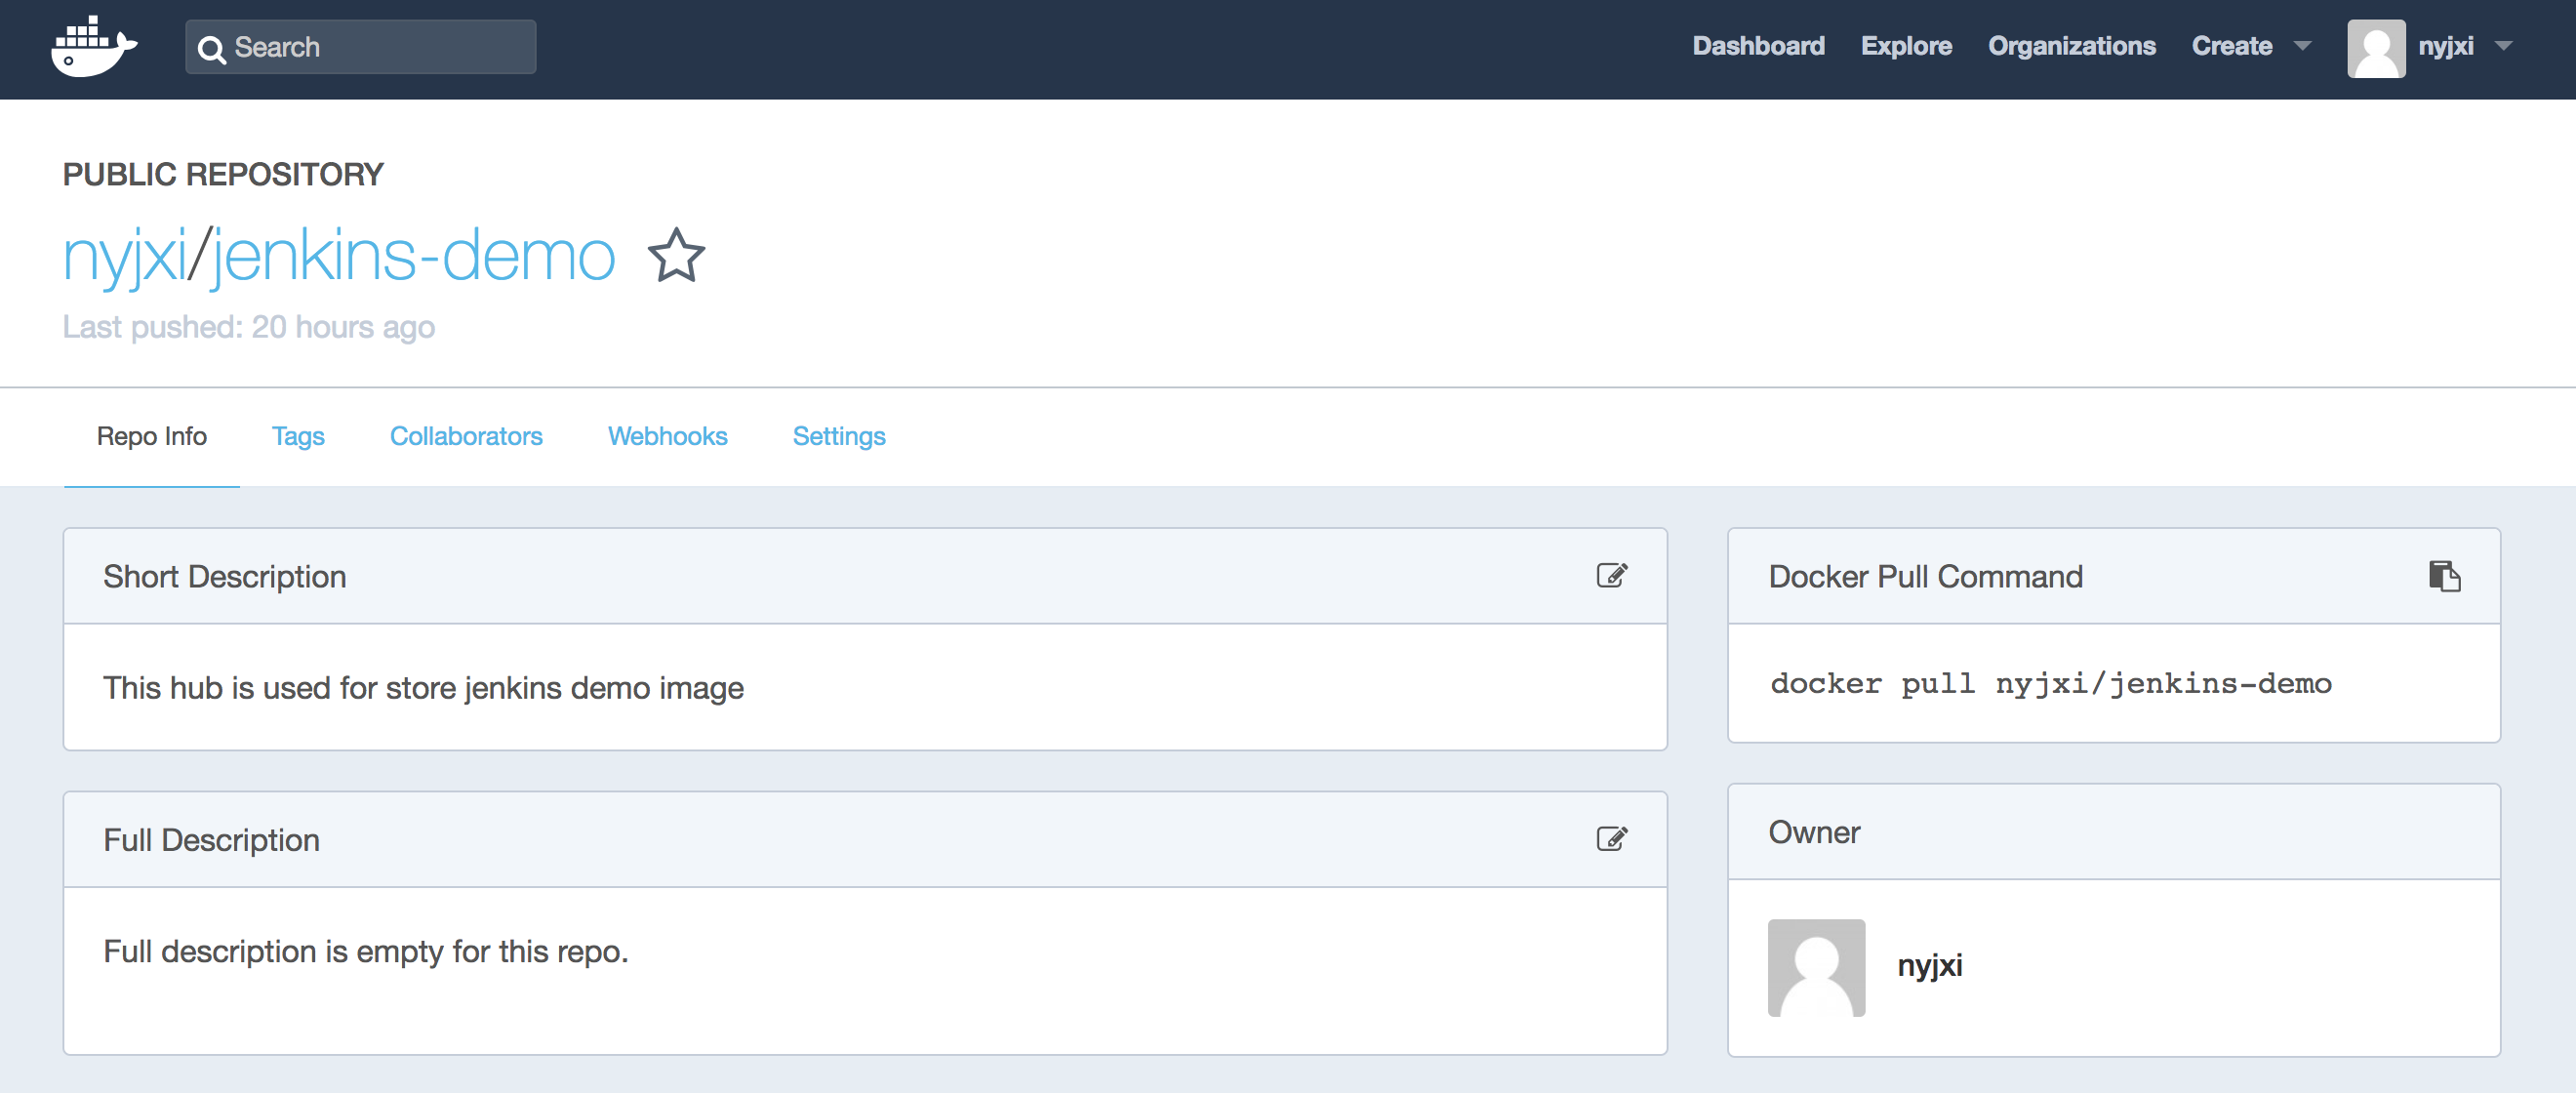 Search
Dashboard Explore Organizations Create nyjxi
PUBLIC REPOSITORY
nyjxi/jenkins-demo
Last pushed: 20 hours ago
Repo Info Tags Collaborators Webhooks Settings
Short Description
This hub is used for store jenkins demo image
Full Description
Full description is empty for this repo.
Docker Pull Command
docker pull nyjxi/jenkins-demo
Owner
nyjxi